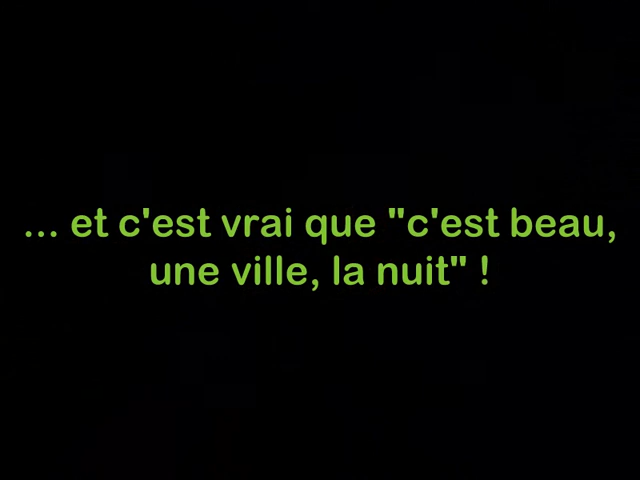 ... et c'est vrai que "c'est beau,
une ville, la nuit" !